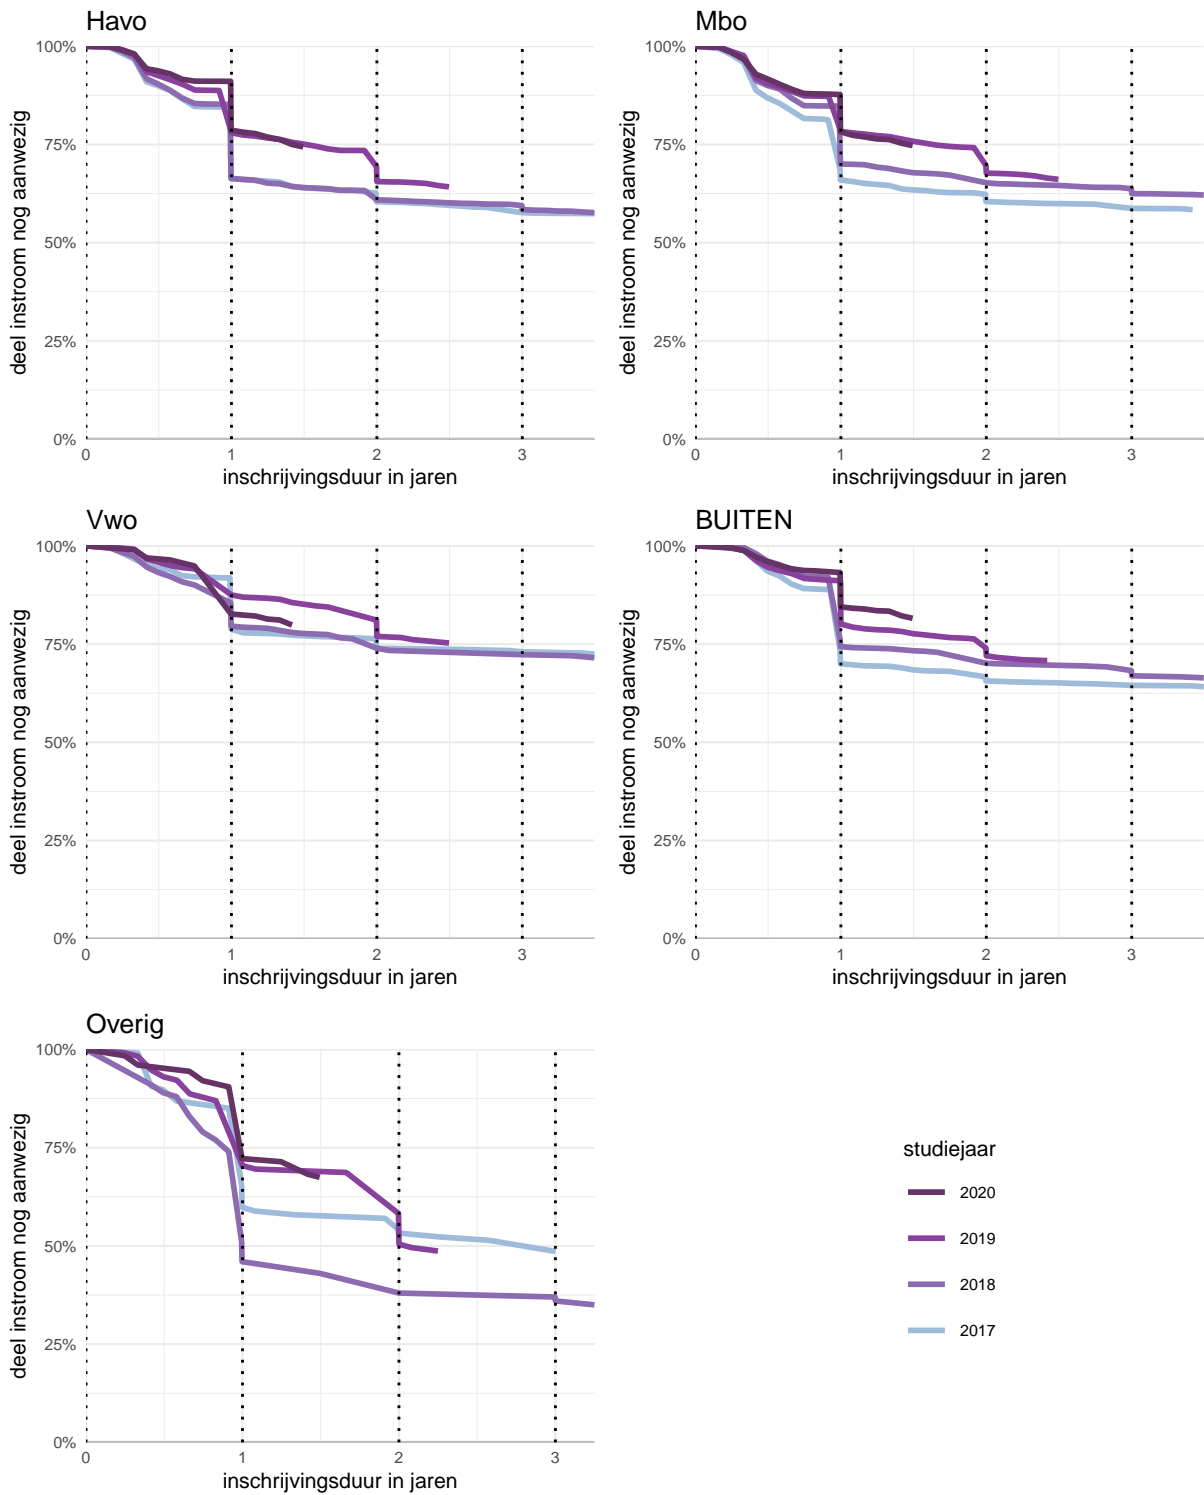 Havo
deel instroom nog aanwezig
100%
75%
50%
25%
0%
0 1 2 3
inschrijvingsduur in jaren
Mbo
deel instroom nog aanwezig
100%
75%
50%
25%
0%
0 1 2 3
inschrijvingsduur in jaren
Vwo
deel instroom nog aanwezig
100%
75%
50%
25%
0%
0 1 2 3
inschrijvingsduur in jaren
BUITEN
deel instroom nog aanwezig
100%
75%
50%
25%
0%
0 1 2 3
inschrijvingsduur in jaren
Overig
deel instroom nog aanwezig
100%
75%
50%
25%
0%
0 1 2 3
inschrijvingsduur in jaren
studiejaar
2020
2019
2018
2017